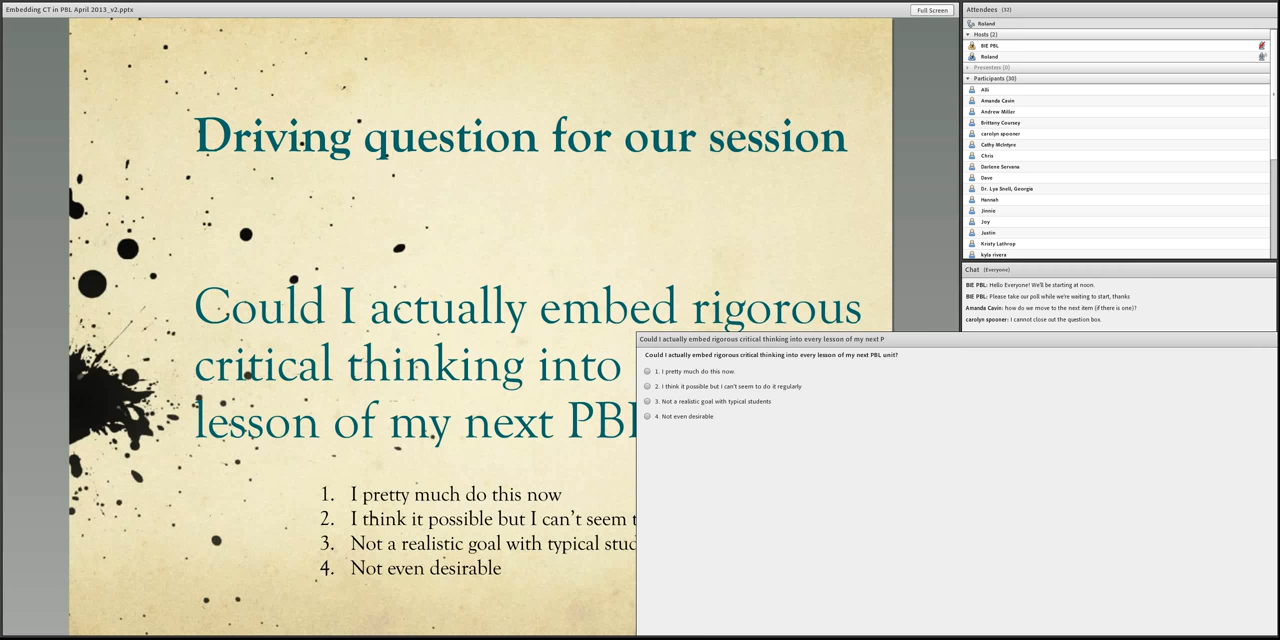 Embedding CT in PBL April 2013_v2.pptx
Full Screen
Driving question for our session
Could I actually embed rigorous
critical thinking into
lesson of my next PBL
1. I pretty much do this now
2. I think it possible but I can't seem t
3. Not a realistic goal with typical stud
4. Not even desirable
Attendees (32)
Roland
Hosts (2)
BIE PBL
Roland
Presenters (0)
Participants (30)
Alli
Amanda Cavin
Andrew Miller
Brittany Coursey
carolyn spooner
Cathy McIntyre
Chris
Darlene Servana
Dave
Dr. Lya Snell, Georgia
Hannah
Jinnie
Joy
Justin
Kristy Lathrop
kyla rivera
Chat (Everyone)
BIE PBL: Hello Everyone! We'll be starting at noon.
BIE PBL: Please take our poll while we're waiting to start, thanks
Amanda Cavin: how do we move to the next item (if there is one)?
carolyn spooner: I cannot close out the question box.
Could I actually embed rigorous critical thinking into every lesson of my next P
Could I actually embed rigorous critical thinking into every lesson of my next PBL unit?
1. I pretty much do this now.
2. I think it possible but I can't seem to do it regularly
3. Not a realistic goal with typical students
4. Not even desirable